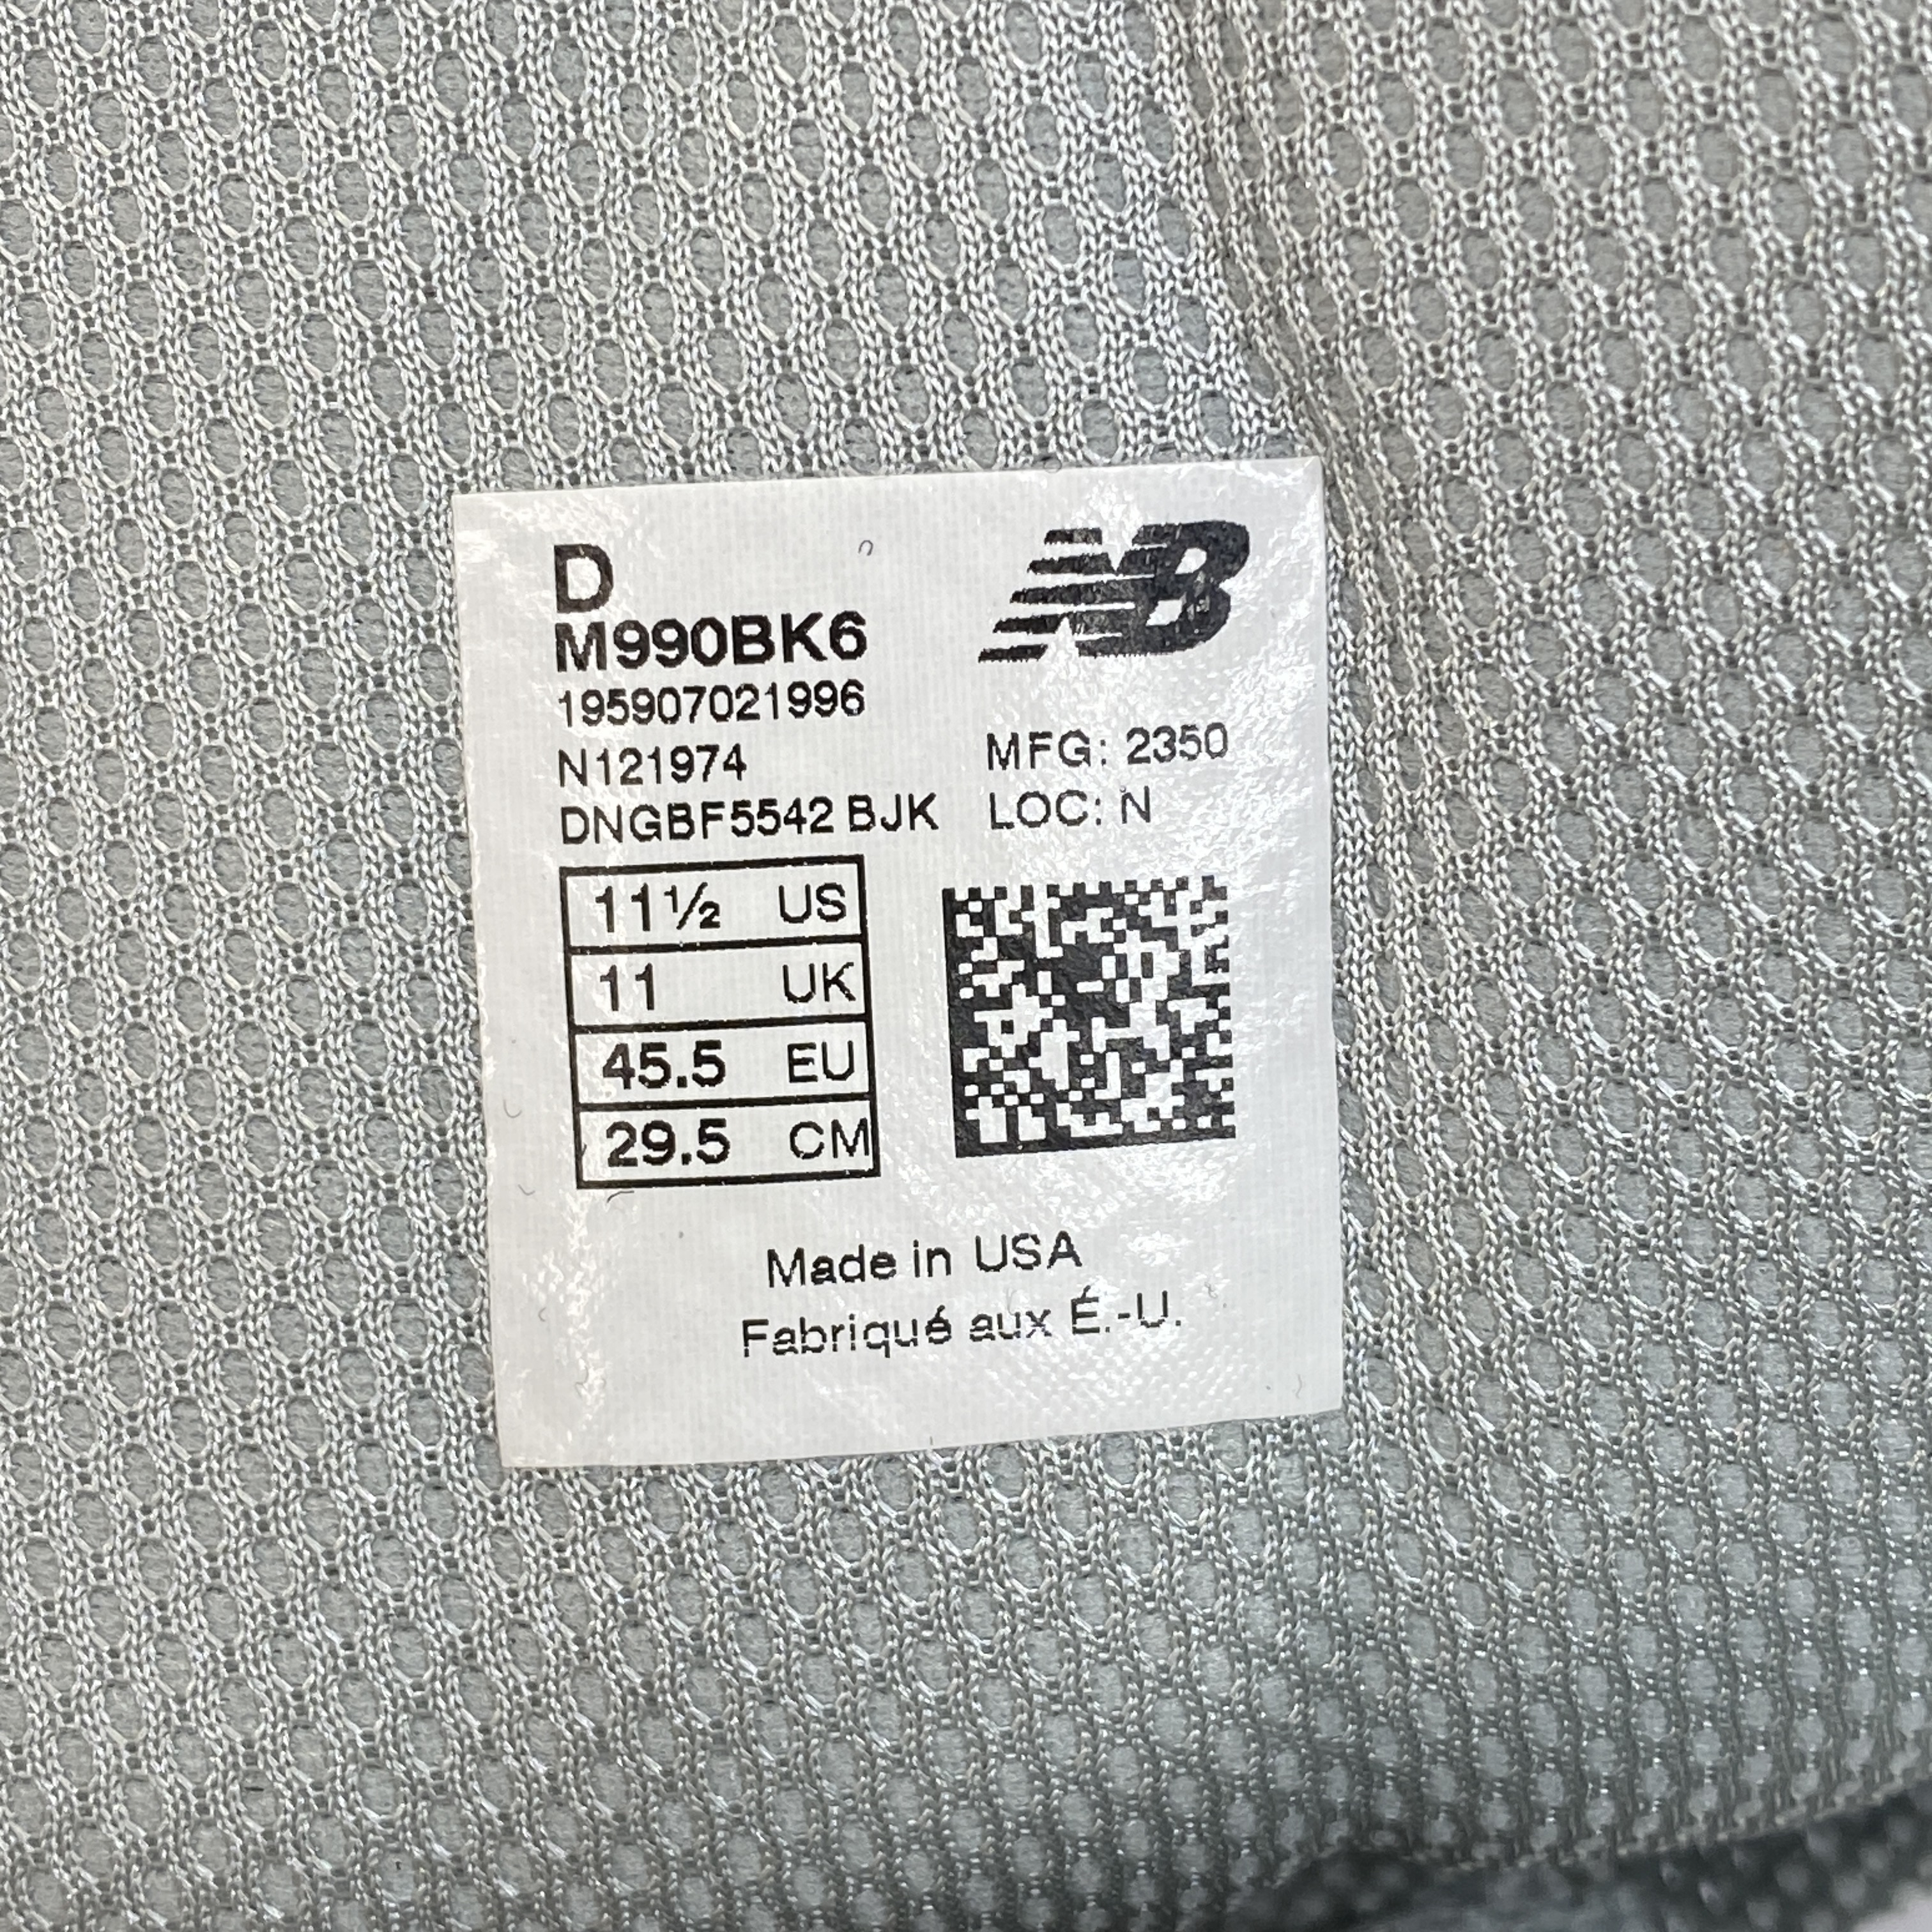 D
NB
M990BK6
195907021996
N121974
MFG: 2350
DNGBF5542 BJK
LOC: N
11½ US
11 UK
45.5 EU
29.5 CM
Made in USA
Fabriqué aux É.-U.